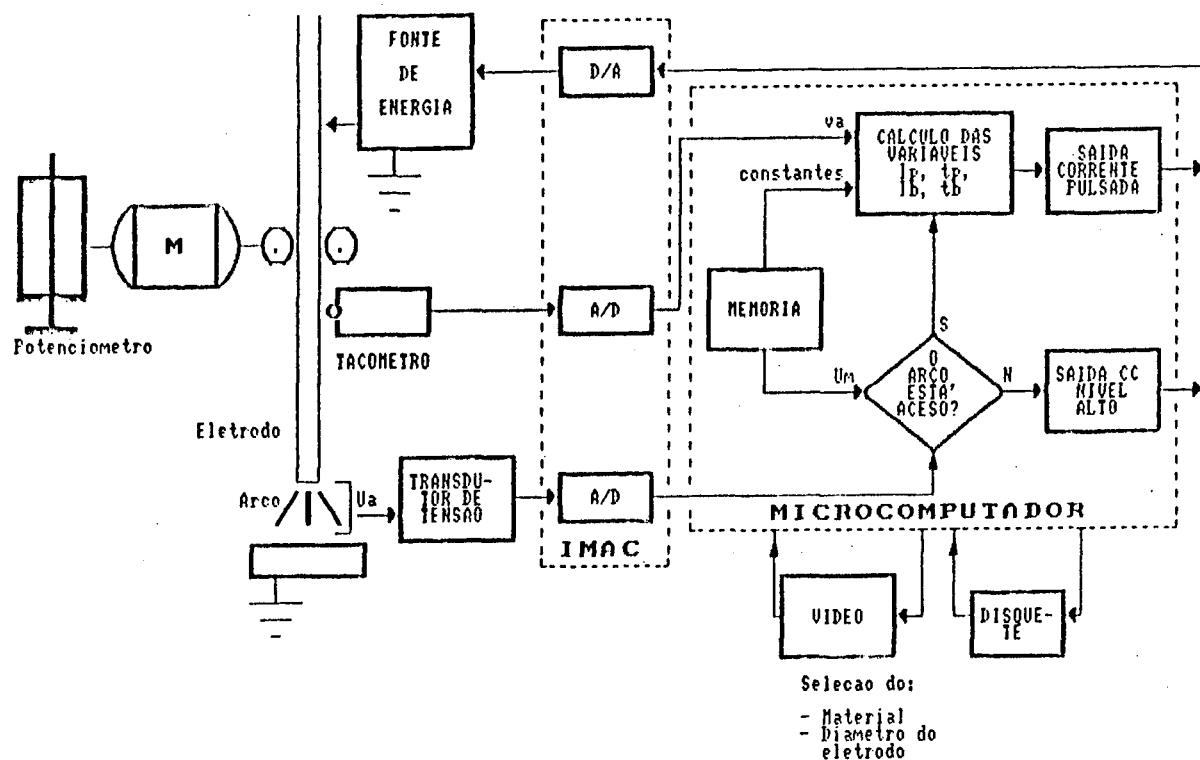 FONTE
DE
ENERGIA
D/A
va
constantes
CALCULO DAS
VARIAVEIS
Ip, tp,
Ib, tb
SAIDA
CORRENTE
PULSADA
M
Potenciometro
TACOMETRO
A/D
MEMORIA
S
Um
O
ARCO
ESTA'
ACESO?
N
SAIDA CC
NIVEL
ALTO
Eletrodo
Arco
Ua
TRANSDU-
TOR DE
TENSÃO
A/D
IMAC
MICROCOMPUTADOR
VIDEO
DISQUE-
TE
Selecao do:
- Material
- Diametro do
eletrodo